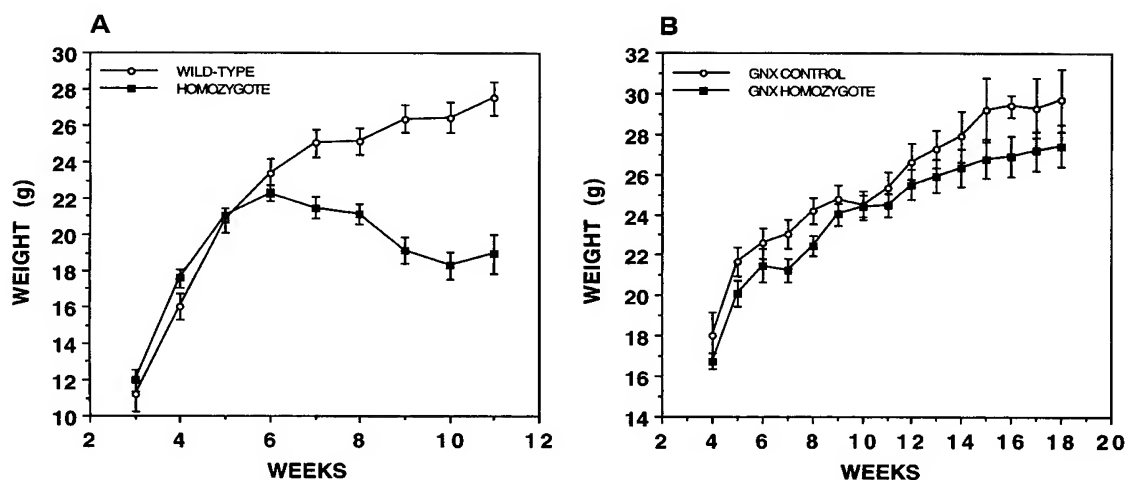 A
30
28
26
24
22
20
18
16
14
12
10
WEIGHT (g)
WILD-TYPE
HOMOZYGOTE
2 4 6 8 10 12
WEEKS
B
32
30
28
26
24
22
20
18
16
14
WEIGHT (g)
GNX CONTROL
GNX HOMOZYGOTE
2 4 6 8 10 12 14 16 18 20
WEEKS